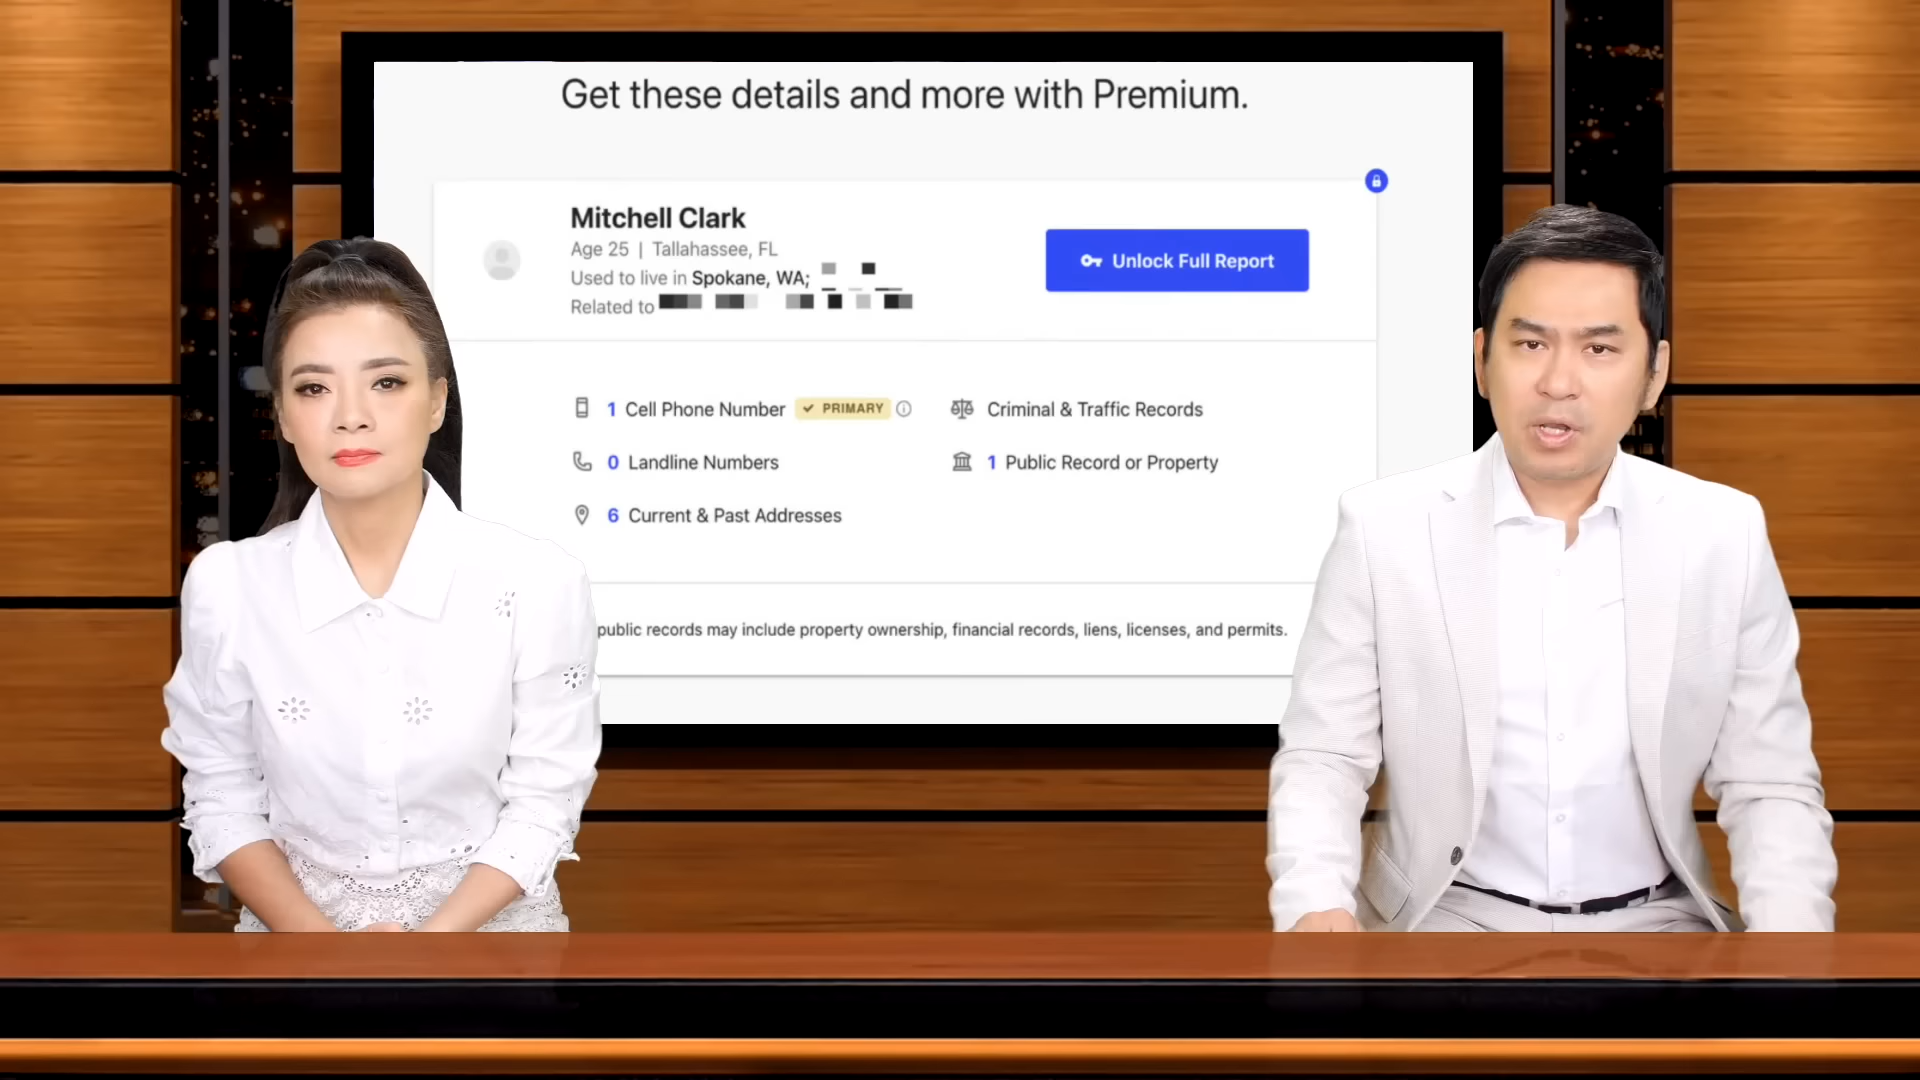 Get these details and more with Premium.
Mitchell Clark
Age 25 | Tallahassee, FL
Used to live in Spokane, WA;
Related to
Unlock Full Report
1 Cell Phone Number PRIMARY
0 Landline Numbers
6 Current & Past Addresses
Criminal & Traffic Records
1 Public Record or Property
public records may include property ownership, financial records, liens, licenses, and permits.